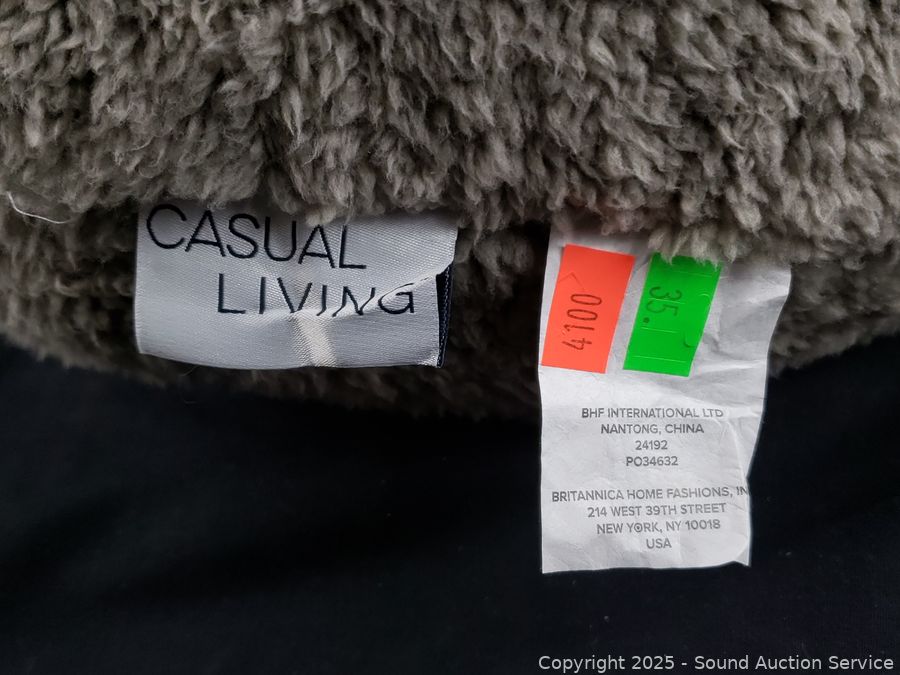 CASUAL
LIVING
4100
35.
BHF INTERNATIONAL LTD
NANTONG, CHINA
24192
PO34632
BRITANNICA HOME FASHIONS, IN
214 WEST 39TH STREET
NEW YORK, NY 10018
USA
Copyright © 2025 - Sound Auction Service